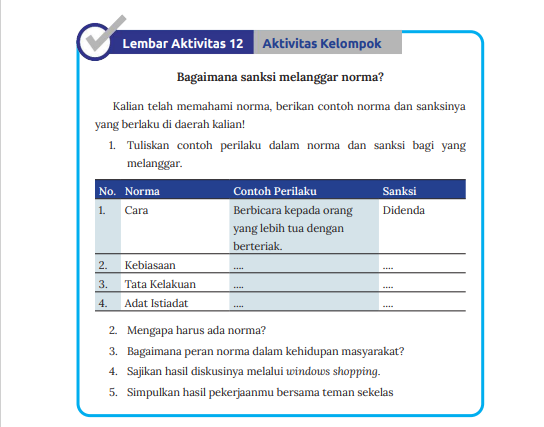 Lembar Aktivitas 12 Aktivitas Kelompok
Bagaimana sanksi melanggar norma?
Kalian telah memahami norma, berikan contoh norma dan sanksinya
yang berlaku di daerah kalian!
1. Tuliskan contoh perilaku dalam norma dan sanksi bagi yang
melanggar.
No. Norma Contoh Perilaku Sanksi
1. Cara Berbicara kepada orang Didenda
yang lebih tua dengan
berteriak.
2. Kebiasaan .... ....
3. Tata Kelakuan .... ....
4. Adat Istiadat .... ....
2. Mengapa harus ada norma?
3. Bagaimana peran norma dalam kehidupan masyarakat?
4. Sajikan hasil diskusinya melalui windows shopping.
5. Simpulkan hasil pekerjaanmu bersama teman sekelas